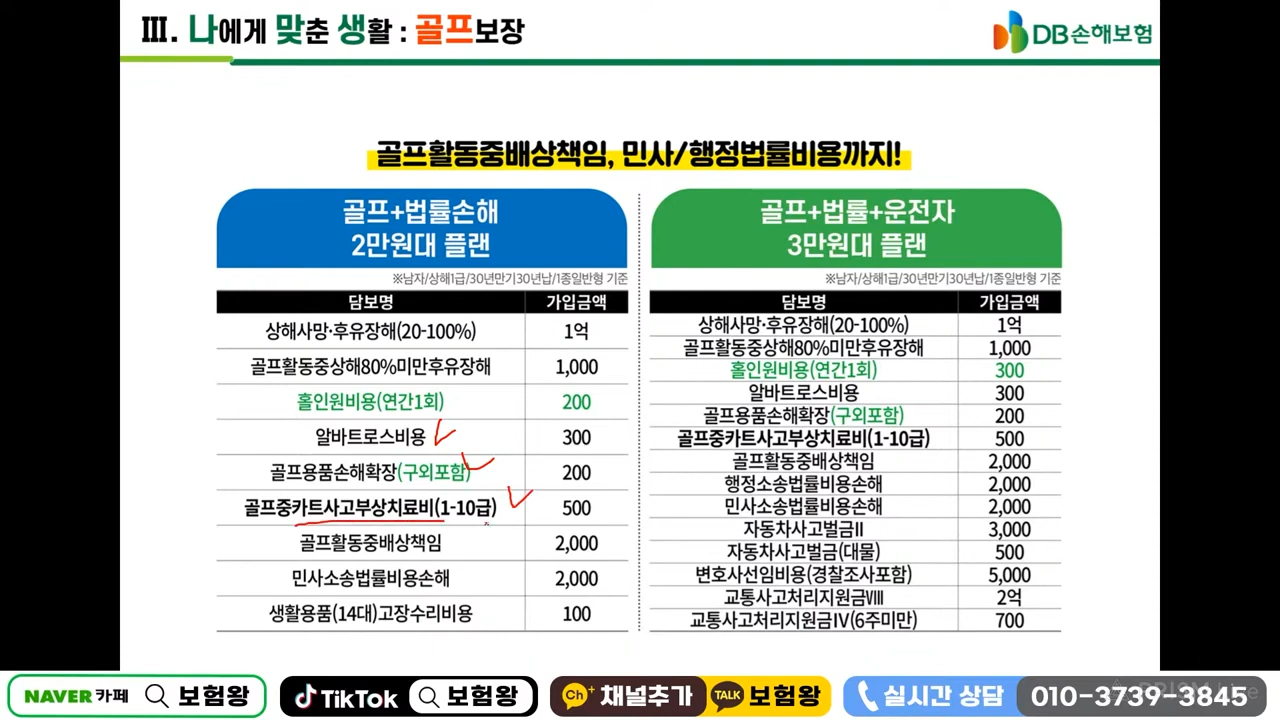 Ⅲ. 나에게 맞춘 생활 : 골프보장
DB손해보험
골프활동중배상책임, 민사/행정법률비용까지!
골프+법률손해
2만원대 플랜
※남자/상해1급/30년만기30년납/1종일반형 기준
담보명 가입금액
상해사망·후유장해(20-100%) 1억
골프활동중상해80%미만후유장해 1,000
홀인원비용(연간1회) 200
알바트로스비용 300
골프용품손해확장(구외포함) 200
골프중카트사고부상치료비(1-10급) 500
골프활동중배상책임 2,000
민사소송법률비용손해 2,000
생활용품(14대)고장수리비용 100
골프+법률+운전자
3만원대 플랜
※남자/상해1급/30년만기30년납/1종일반형 기준
담보명 가입금액
상해사망·후유장해(20-100%) 1억
골프활동중상해80%미만후유장해 1,000
홀인원비용(연간1회) 300
알바트로스비용 300
골프용품손해확장(구외포함) 200
골프중카트사고부상치료비(1-10급) 500
골프활동중배상책임 2,000
행정소송법률비용손해 2,000
민사소송법률비용손해 2,000
자동차사고벌금Ⅱ 3,000
자동차사고벌금(대물) 500
변호사선임비용(경찰조사포함) 5,000
교통사고처리지원금Ⅷ 2억
교통사고처리지원금Ⅳ(6주미만) 700
NAVER 카페 보험왕
TikTok 보험왕
Ch+ 채널추가 TALK 보험왕
실시간 상담 010-3739-3845